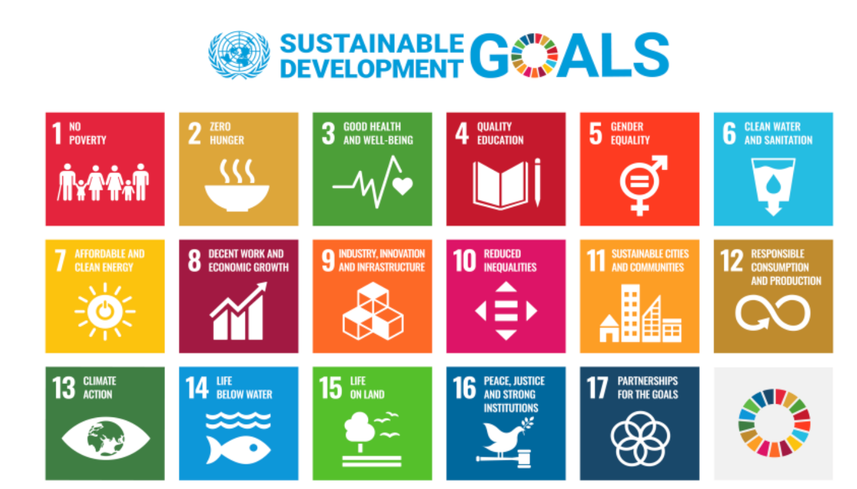 SUSTAINABLE
DEVELOPMENT
GOALS
1 NO
POVERTY
2 ZERO
HUNGER
3 GOOD HEALTH
AND WELL-BEING
4 QUALITY
EDUCATION
5 GENDER
EQUALITY
6 CLEAN WATER
AND SANITATION
7 AFFORDABLE AND
CLEAN ENERGY
8 DECENT WORK AND
ECONOMIC GROWTH
9 INDUSTRY, INNOVATION
AND INFRASTRUCTURE
10 REDUCED
INEQUALITIES
11 SUSTAINABLE CITIES
AND COMMUNITIES
12 RESPONSIBLE
CONSUMPTION
AND PRODUCTION
13 CLIMATE
ACTION
14 LIFE
BELOW WATER
15 LIFE
ON LAND
16 PEACE, JUSTICE
AND STRONG
INSTITUTIONS
17 PARTNERSHIPS
FOR THE GOALS